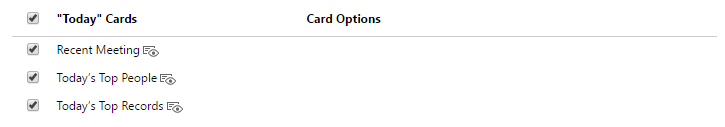 "Today" Cards Card Options
Recent Meeting
Today's Top People
Today's Top Records